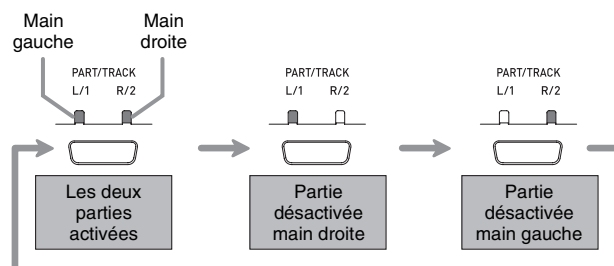 Main
gauche
Main
droite
PART/TRACK
L/1 R/2
Les deux
parties
activées
PART/TRACK
L/1 R/2
Partie
désactivée
main droite
PART/TRACK
L/1 R/2
Partie
désactivée
main gauche